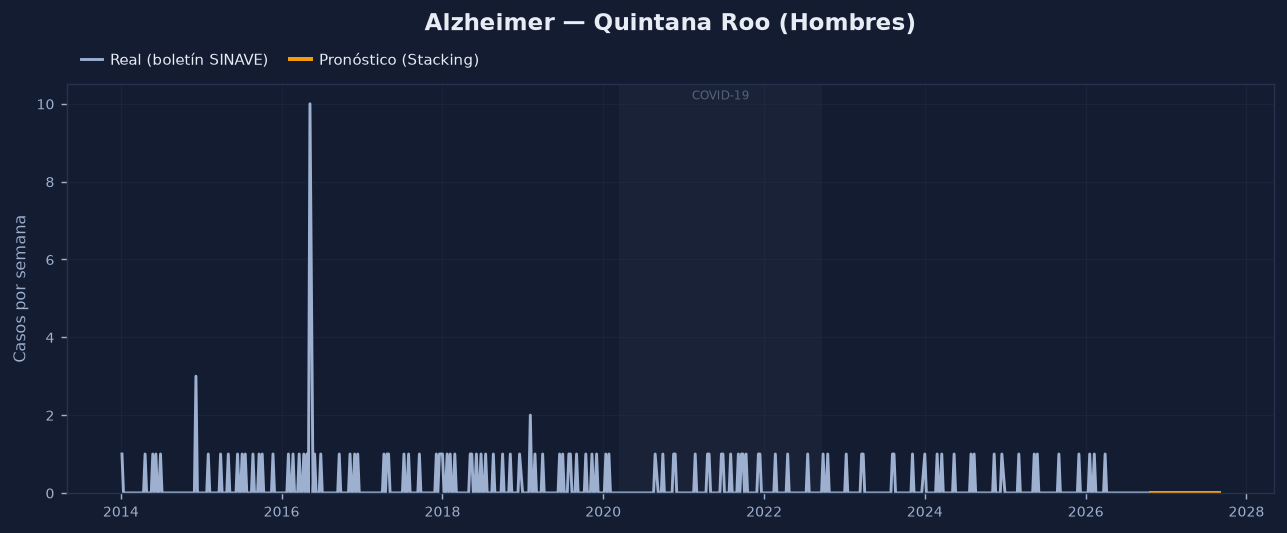 Alzheimer — Quintana Roo (Hombres)
Real (boletín SINAVE) Pronóstico (Stacking)
COVID-19
Casos por semana
10
8
6
4
2
0
2014 2016 2018 2020 2022 2024 2026 2028